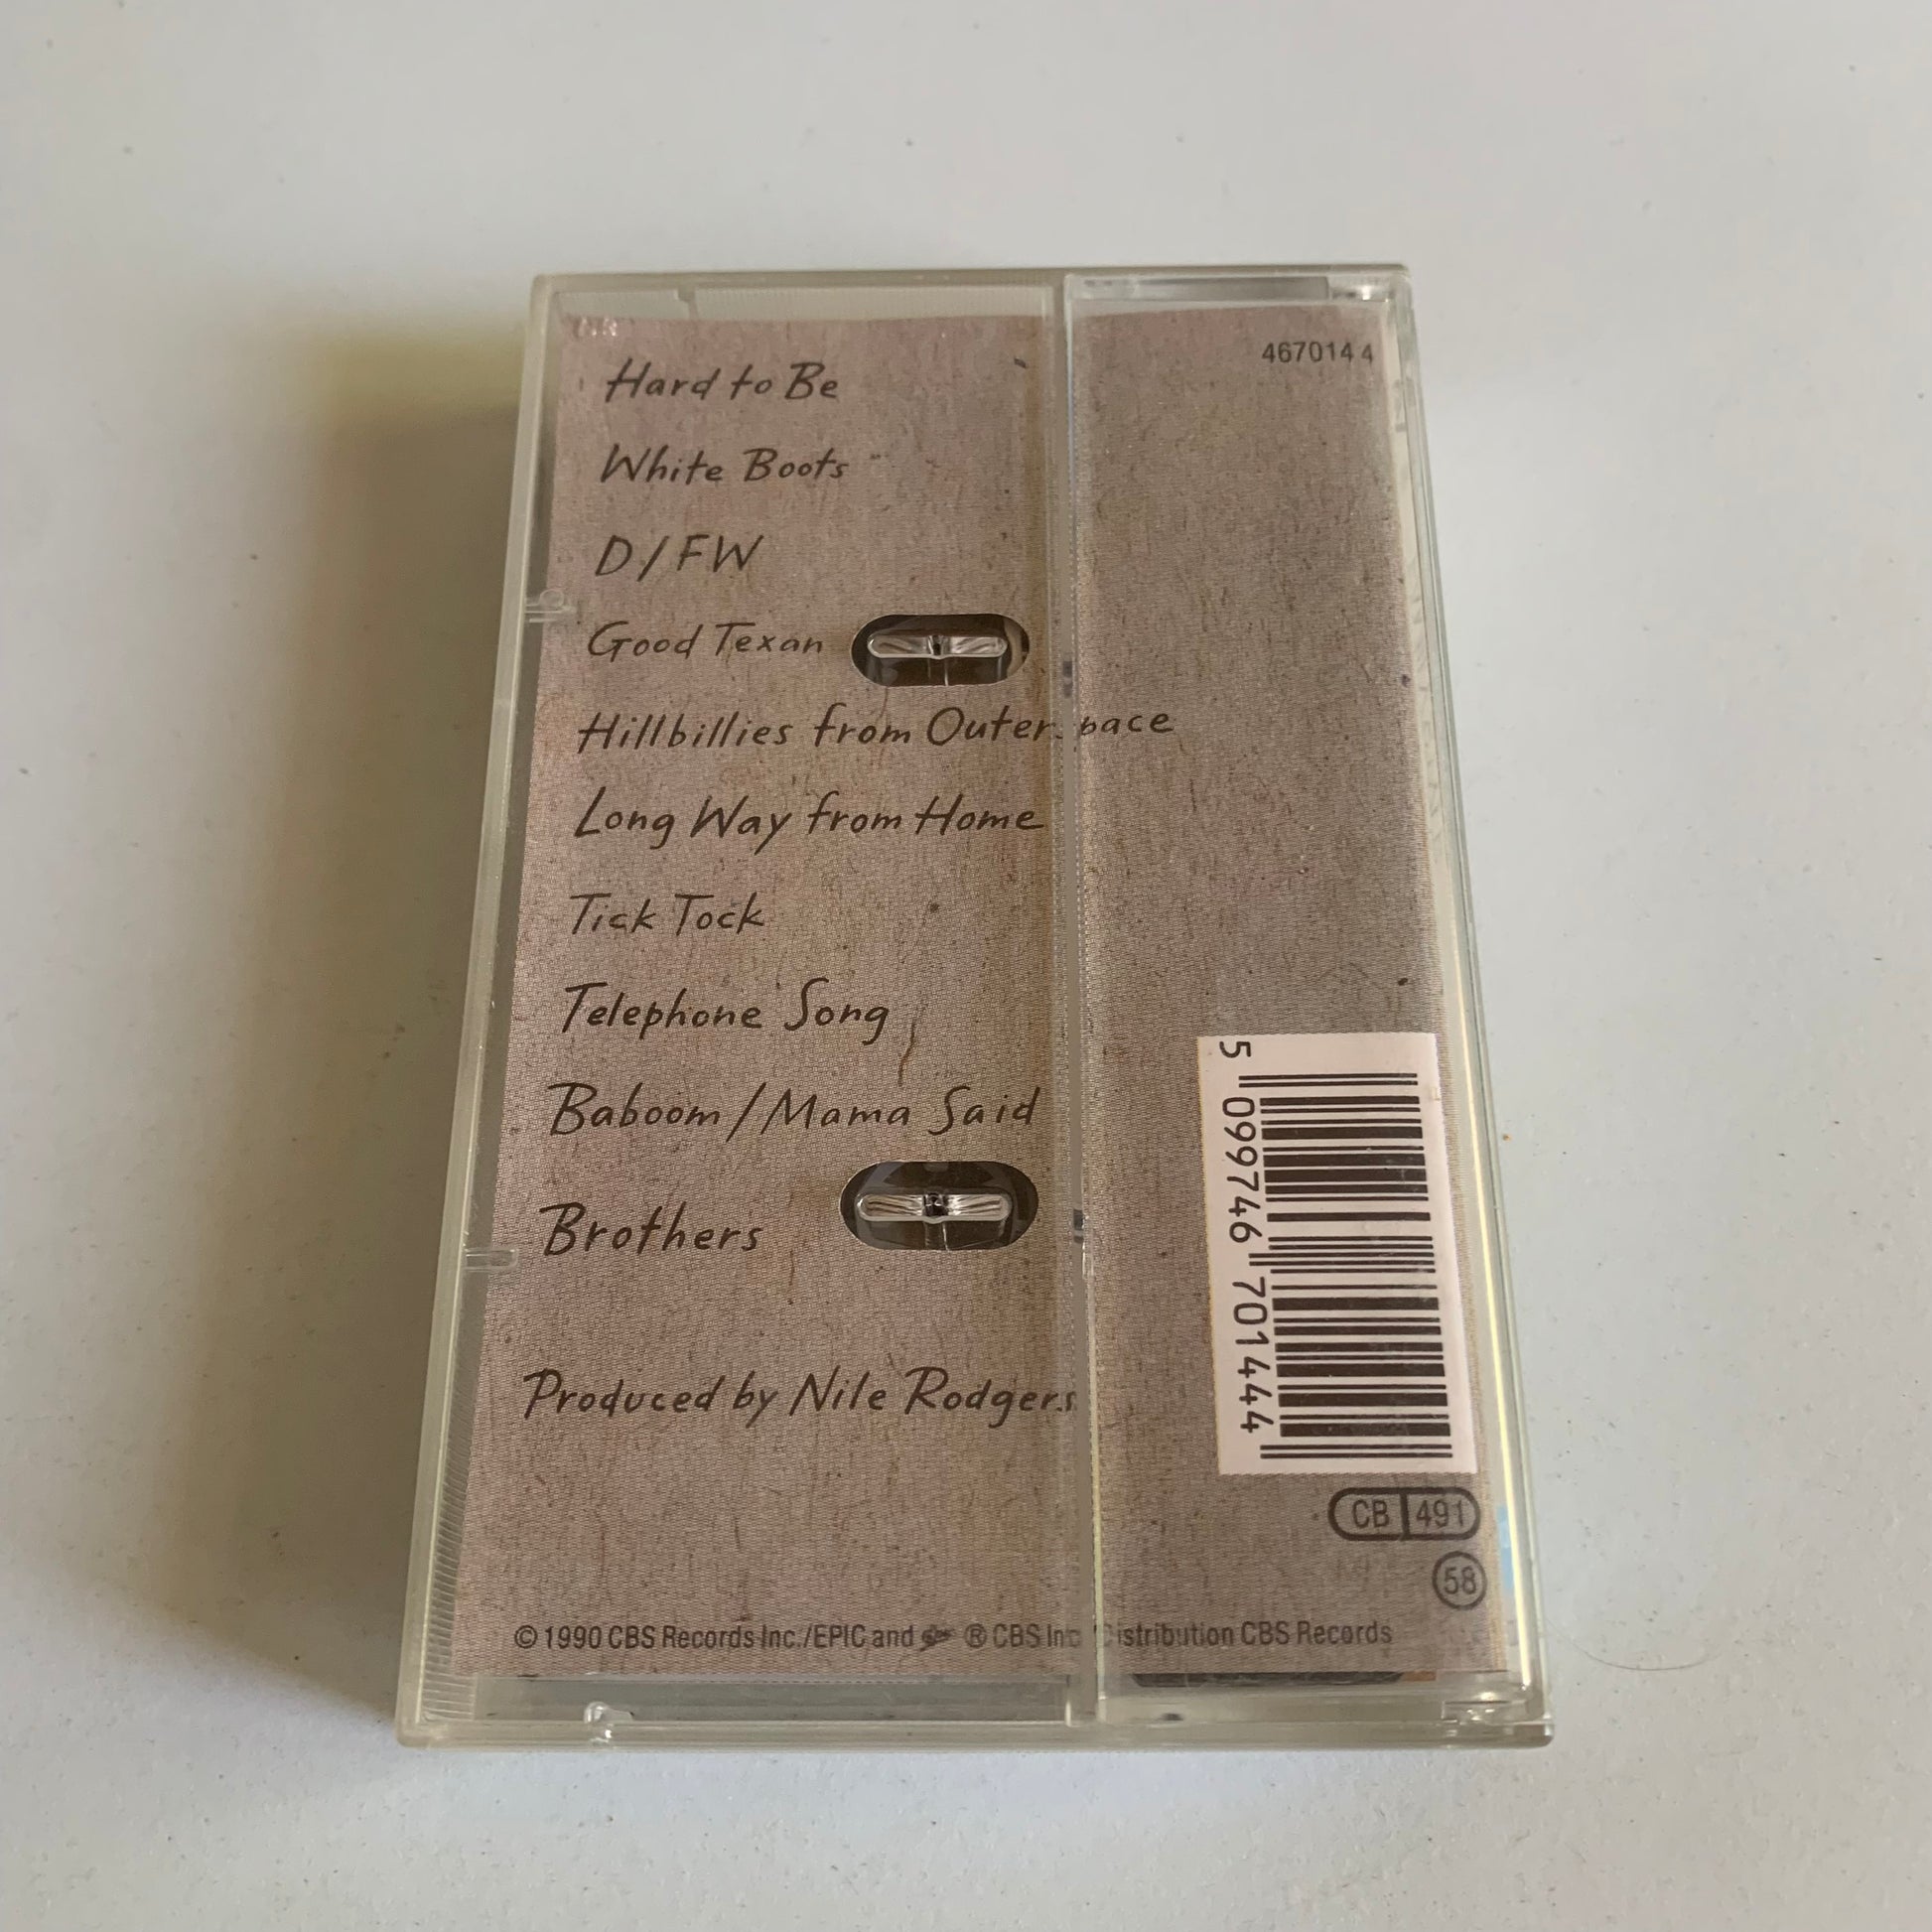 4670144
Hard to Be
White Boots
D/FW
Good Texan
Hillbillies from Outerspace
Long Way from Home
Tick Tock
Telephone Song
Baboom/Mama Said
Brothers
Produced by Nile Rodgers
5 099746 701444
CB 491
58
© 1990 CBS Records Inc./EPIC and ® CBS Inc Distribution CBS Records